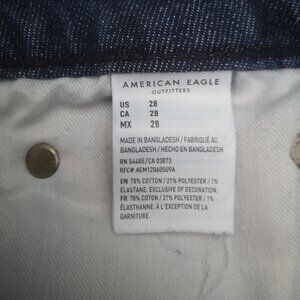 AMERICAN EAGLE
OUTFITTERS
US 28
CA 28
MX 28
MADE IN BANGLADESH / FABRIQUÉ AU
BANGLADESH / HECHO EN BANGLADESH
RN 54485/CA 03873
RFC# AEM120605U9A
EN 78% COTTON / 21% POLYESTER / 1%
ELASTANE. EXCLUSIVE OF DECORATION.
FR 78% COTON / 21% POLYESTER / 1%
ÉLASTHANNE. À L'EXCEPTION DE LA
GARNITURE.